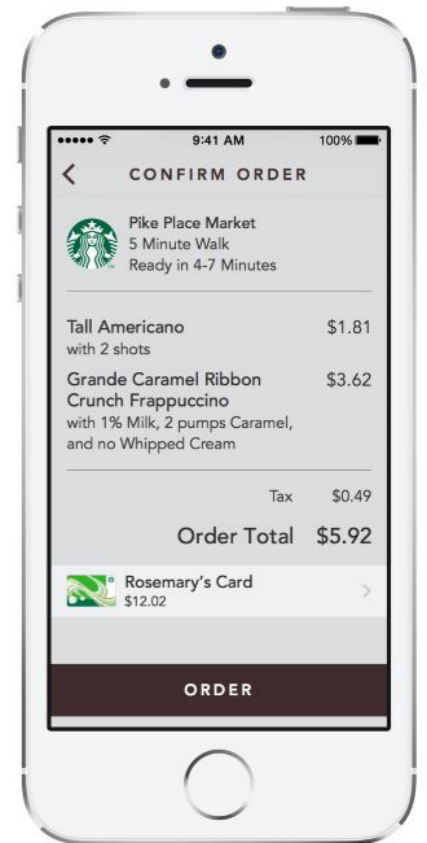 9:41 AM 100%
CONFIRM ORDER
Pike Place Market
5 Minute Walk
Ready in 4-7 Minutes
Tall Americano $1.81
with 2 shots
Grande Caramel Ribbon $3.62
Crunch Frappuccino
with 1% Milk, 2 pumps Caramel,
and no Whipped Cream
Tax $0.49
Order Total $5.92
Rosemary's Card
$12.02
ORDER